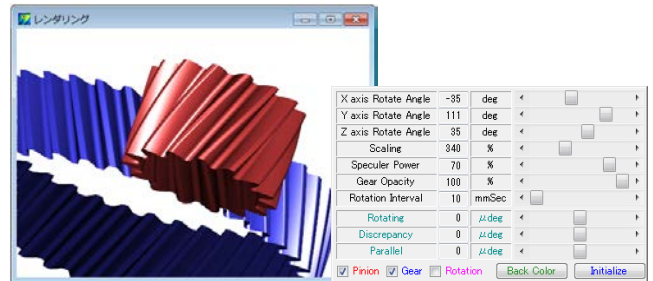 レンダリング
X axis Rotate Angle -35 deg
Y axis Rotate Angle 111 deg
Z axis Rotate Angle 35 deg
Scaling 340 %
Speculer Power 70 %
Gear Opacity 100 %
Rotation Interval 10 mmSec
Rotating 0 μdeg
Discrepancy 0 μdeg
Parallel 0 μdeg
Pinion Gear Rotation Back Color Initialize